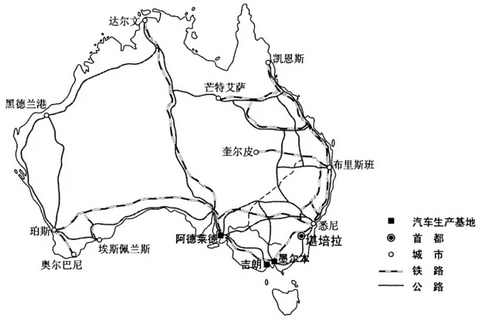 达尔文
凯恩斯
芒特艾萨
黑德兰港
奎尔皮
布里斯班
珀斯
埃斯佩兰斯
奥尔巴尼
阿德莱德
悉尼
堪培拉
墨尔本
吉朗
汽车生产基地
首都
城市
铁路
公路